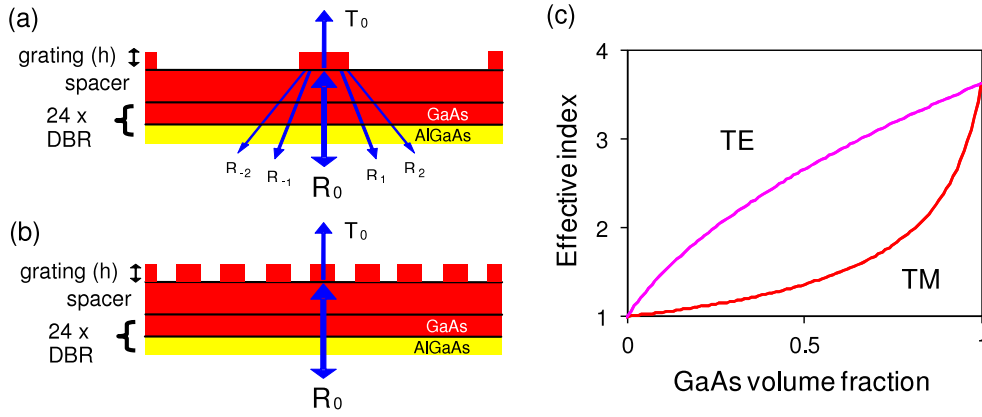 (a)
T0
grating (h)
spacer
24 x
DBR
GaAs
AlGaAs
R-2
R-1
R0
R1
R2
(b)
T0
grating (h)
spacer
24 x
DBR
GaAs
AlGaAs
R0
(c)
4
3
2
1
Effective index
TE
TM
0
0.5
1
GaAs volume fraction